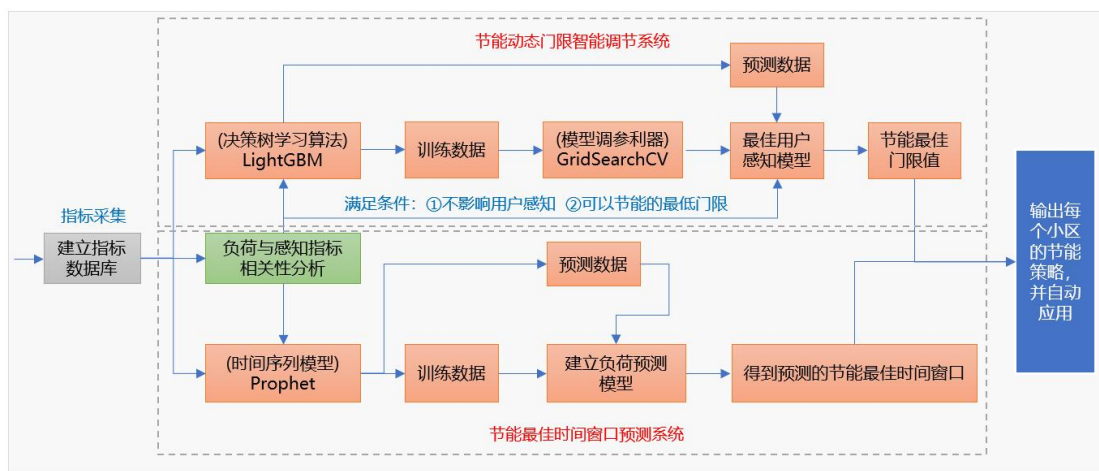 节能动态门限智能调节系统
预测数据
(决策树学习算法)
LightGBM
训练数据
(模型调参利器)
GridSearchCV
最佳用户
感知模型
节能最佳
门限值
满足条件：①不影响用户感知 ②可以节能的最低门限
指标采集
建立指标
数据库
负荷与感知指标
相关性分析
预测数据
(时间序列模型)
Prophet
训练数据
建立负荷预测
模型
得到预测的节能最佳时间窗口
节能最佳时间窗口预测系统
输出每
个小区
的节能
策略，
并自动
应用